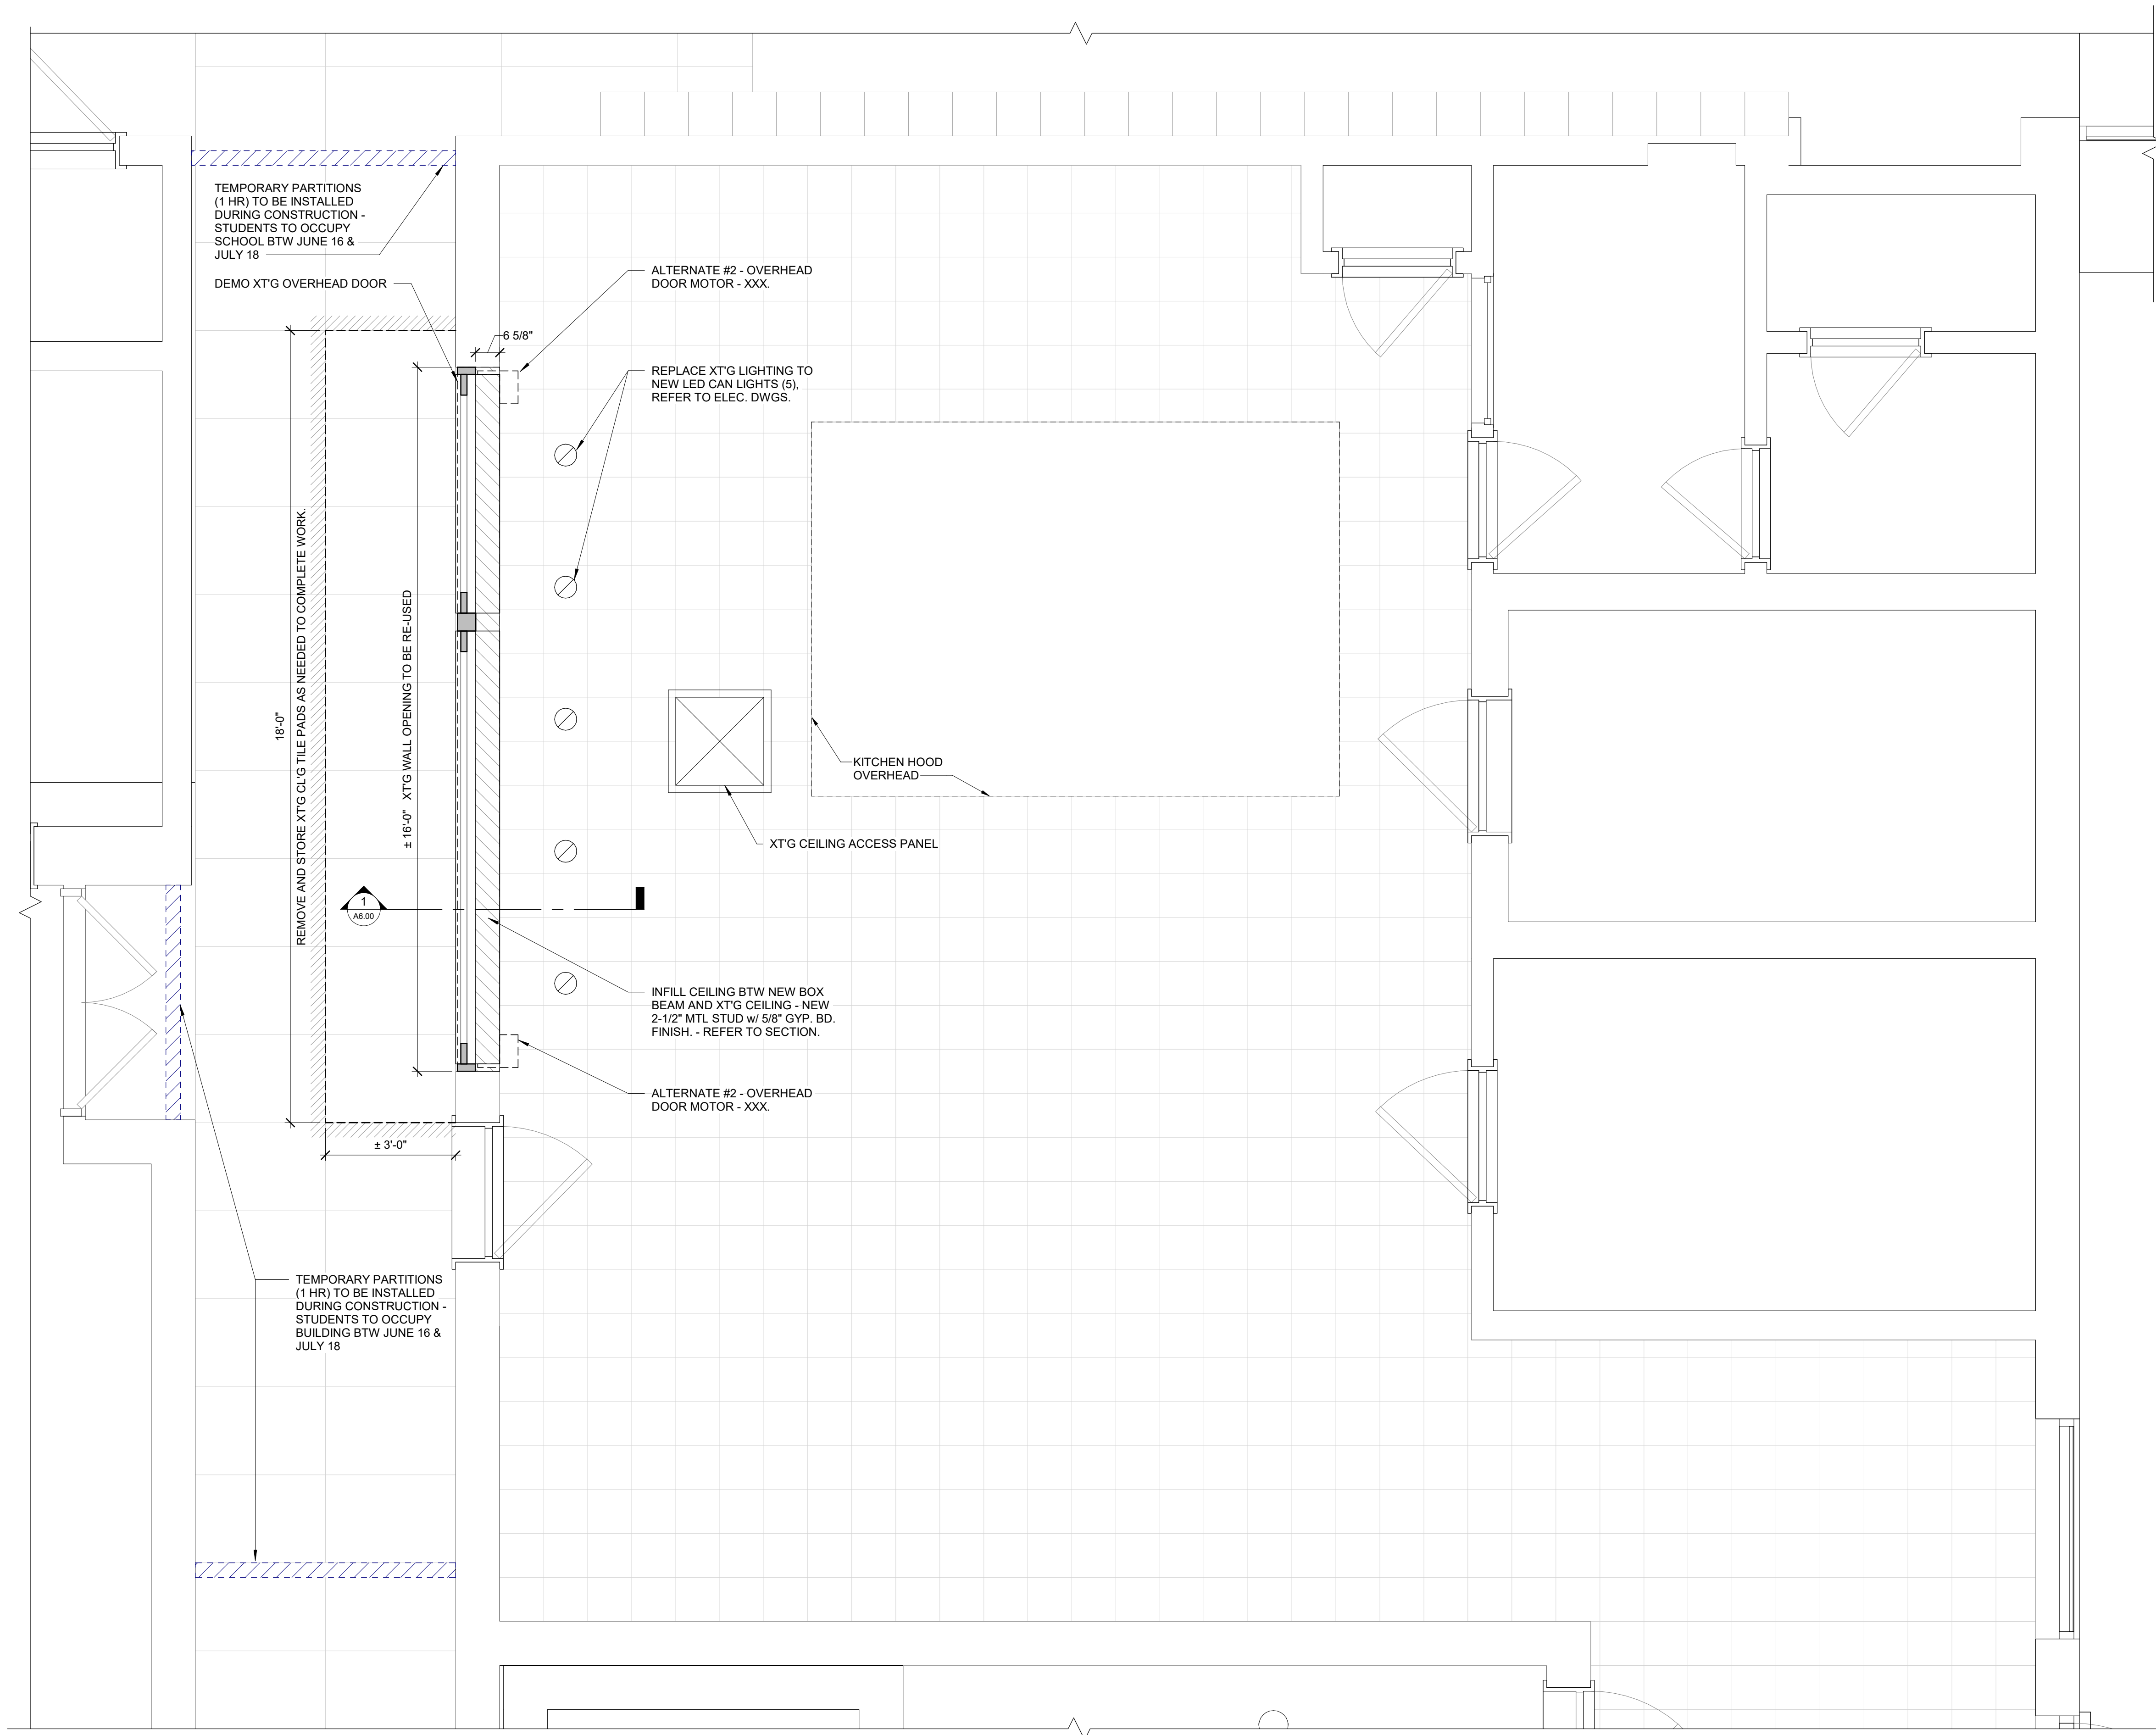 TEMPORARY PARTITIONS
(1 HR) TO BE INSTALLED
DURING CONSTRUCTION -
STUDENTS TO OCCUPY
SCHOOL BTW JUNE 16 &
JULY 18
DEMO XT'G OVERHEAD DOOR
ALTERNATE #2 - OVERHEAD
DOOR MOTOR - XXX.
6 5/8"
REPLACE XT'G LIGHTING TO
NEW LED CAN LIGHTS (5),
REFER TO ELEC. DWGS.
18'-0"
REMOVE AND STORE XT'G CL'G TILE PADS AS NEEDED TO COMPLETE WORK.
± 16'-0" XT'G WALL OPENING TO BE RE-USED
KITCHEN HOOD
OVERHEAD
XT'G CEILING ACCESS PANEL
1
A6.00
INFILL CEILING BTW NEW BOX
BEAM AND XT'G CEILING - NEW
2-1/2" MTL STUD w/ 5/8" GYP. BD.
FINISH. - REFER TO SECTION.
ALTERNATE #2 - OVERHEAD
DOOR MOTOR - XXX.
± 3'-0"
TEMPORARY PARTITIONS
(1 HR) TO BE INSTALLED
DURING CONSTRUCTION -
STUDENTS TO OCCUPY
BUILDING BTW JUNE 16 &
JULY 18